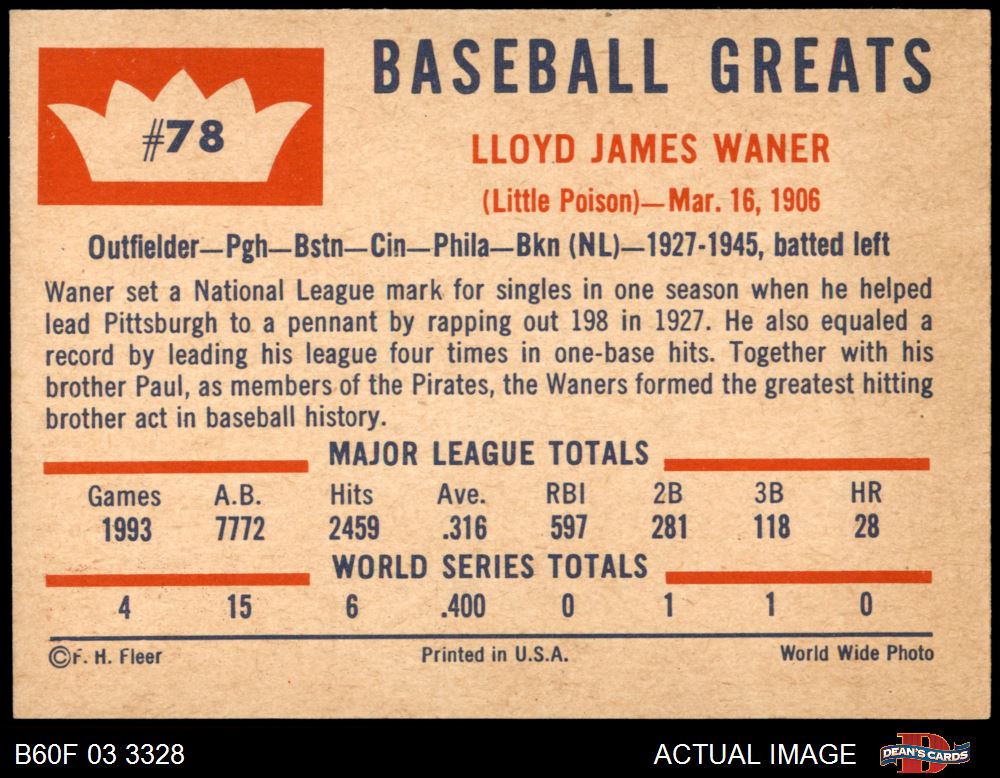 BASEBALL GREATS
#78
LLOYD JAMES WANER
(Little Poison)—Mar. 16, 1906
Outfielder—Pgh—Bstn—Cin—Phila—Bkn (NL)—1927-1945, batted left
Waner set a National League mark for singles in one season when he helped
lead Pittsburgh to a pennant by rapping out 198 in 1927. He also equaled a
record by leading his league four times in one-base hits. Together with his
brother Paul, as members of the Pirates, the Waners formed the greatest hitting
brother act in baseball history.
MAJOR LEAGUE TOTALS
Games A.B. Hits Ave. RBI 2B 3B HR
1993 7772 2459 .316 597 281 118 28
WORLD SERIES TOTALS
4 15 6 .400 0 1 1 0
©F. H. Fleer Printed in U.S.A. World Wide Photo
B60F 03 3328 ACTUAL IMAGE DEAN'S CARDS